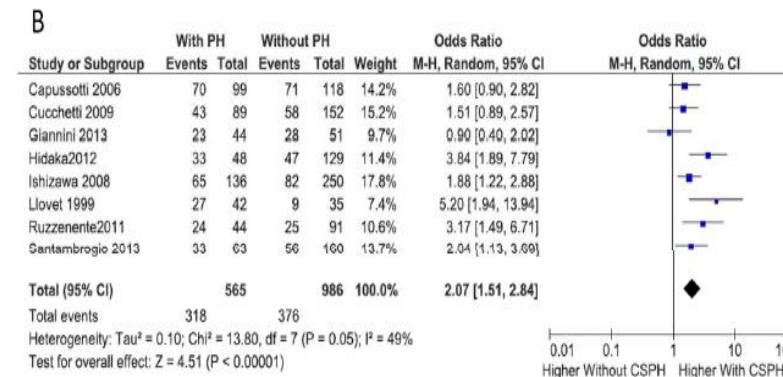 B
With PH Without PH Odds Ratio Odds Ratio
Study or Subgroup Events Total Events Total Weight M-H, Random, 95% CI M-H, Random, 95% CI
Capussotti 2006 70 99 71 118 14.2% 1.60 [0.90, 2.82]
Cucchetti 2009 43 89 58 152 15.2% 1.51 [0.89, 2.57]
Giannini 2013 23 44 28 51 9.7% 0.90 [0.40, 2.02]
Hidaka2012 33 48 47 129 11.4% 3.84 [1.89, 7.79]
Ishizawa 2008 65 136 82 250 17.8% 1.88 [1.22, 2.88]
Llovet 1999 27 42 9 35 7.4% 5.20 [1.94, 13.94]
Ruzzenente2011 24 44 25 91 10.6% 3.17 [1.49, 6.71]
Santambrogio 2013 33 63 56 160 13.7% 2.04 [1.13, 3.69]
Total (95% CI) 565 986 100.0% 2.07 [1.51, 2.84]
Total events 318 376
Heterogeneity: Tau² = 0.10; Chi² = 13.80, df = 7 (P = 0.05); I² = 49%
Test for overall effect: Z = 4.51 (P < 0.00001)
0.01 0.1 1 10
Higher Without CSPH Higher With CSPH